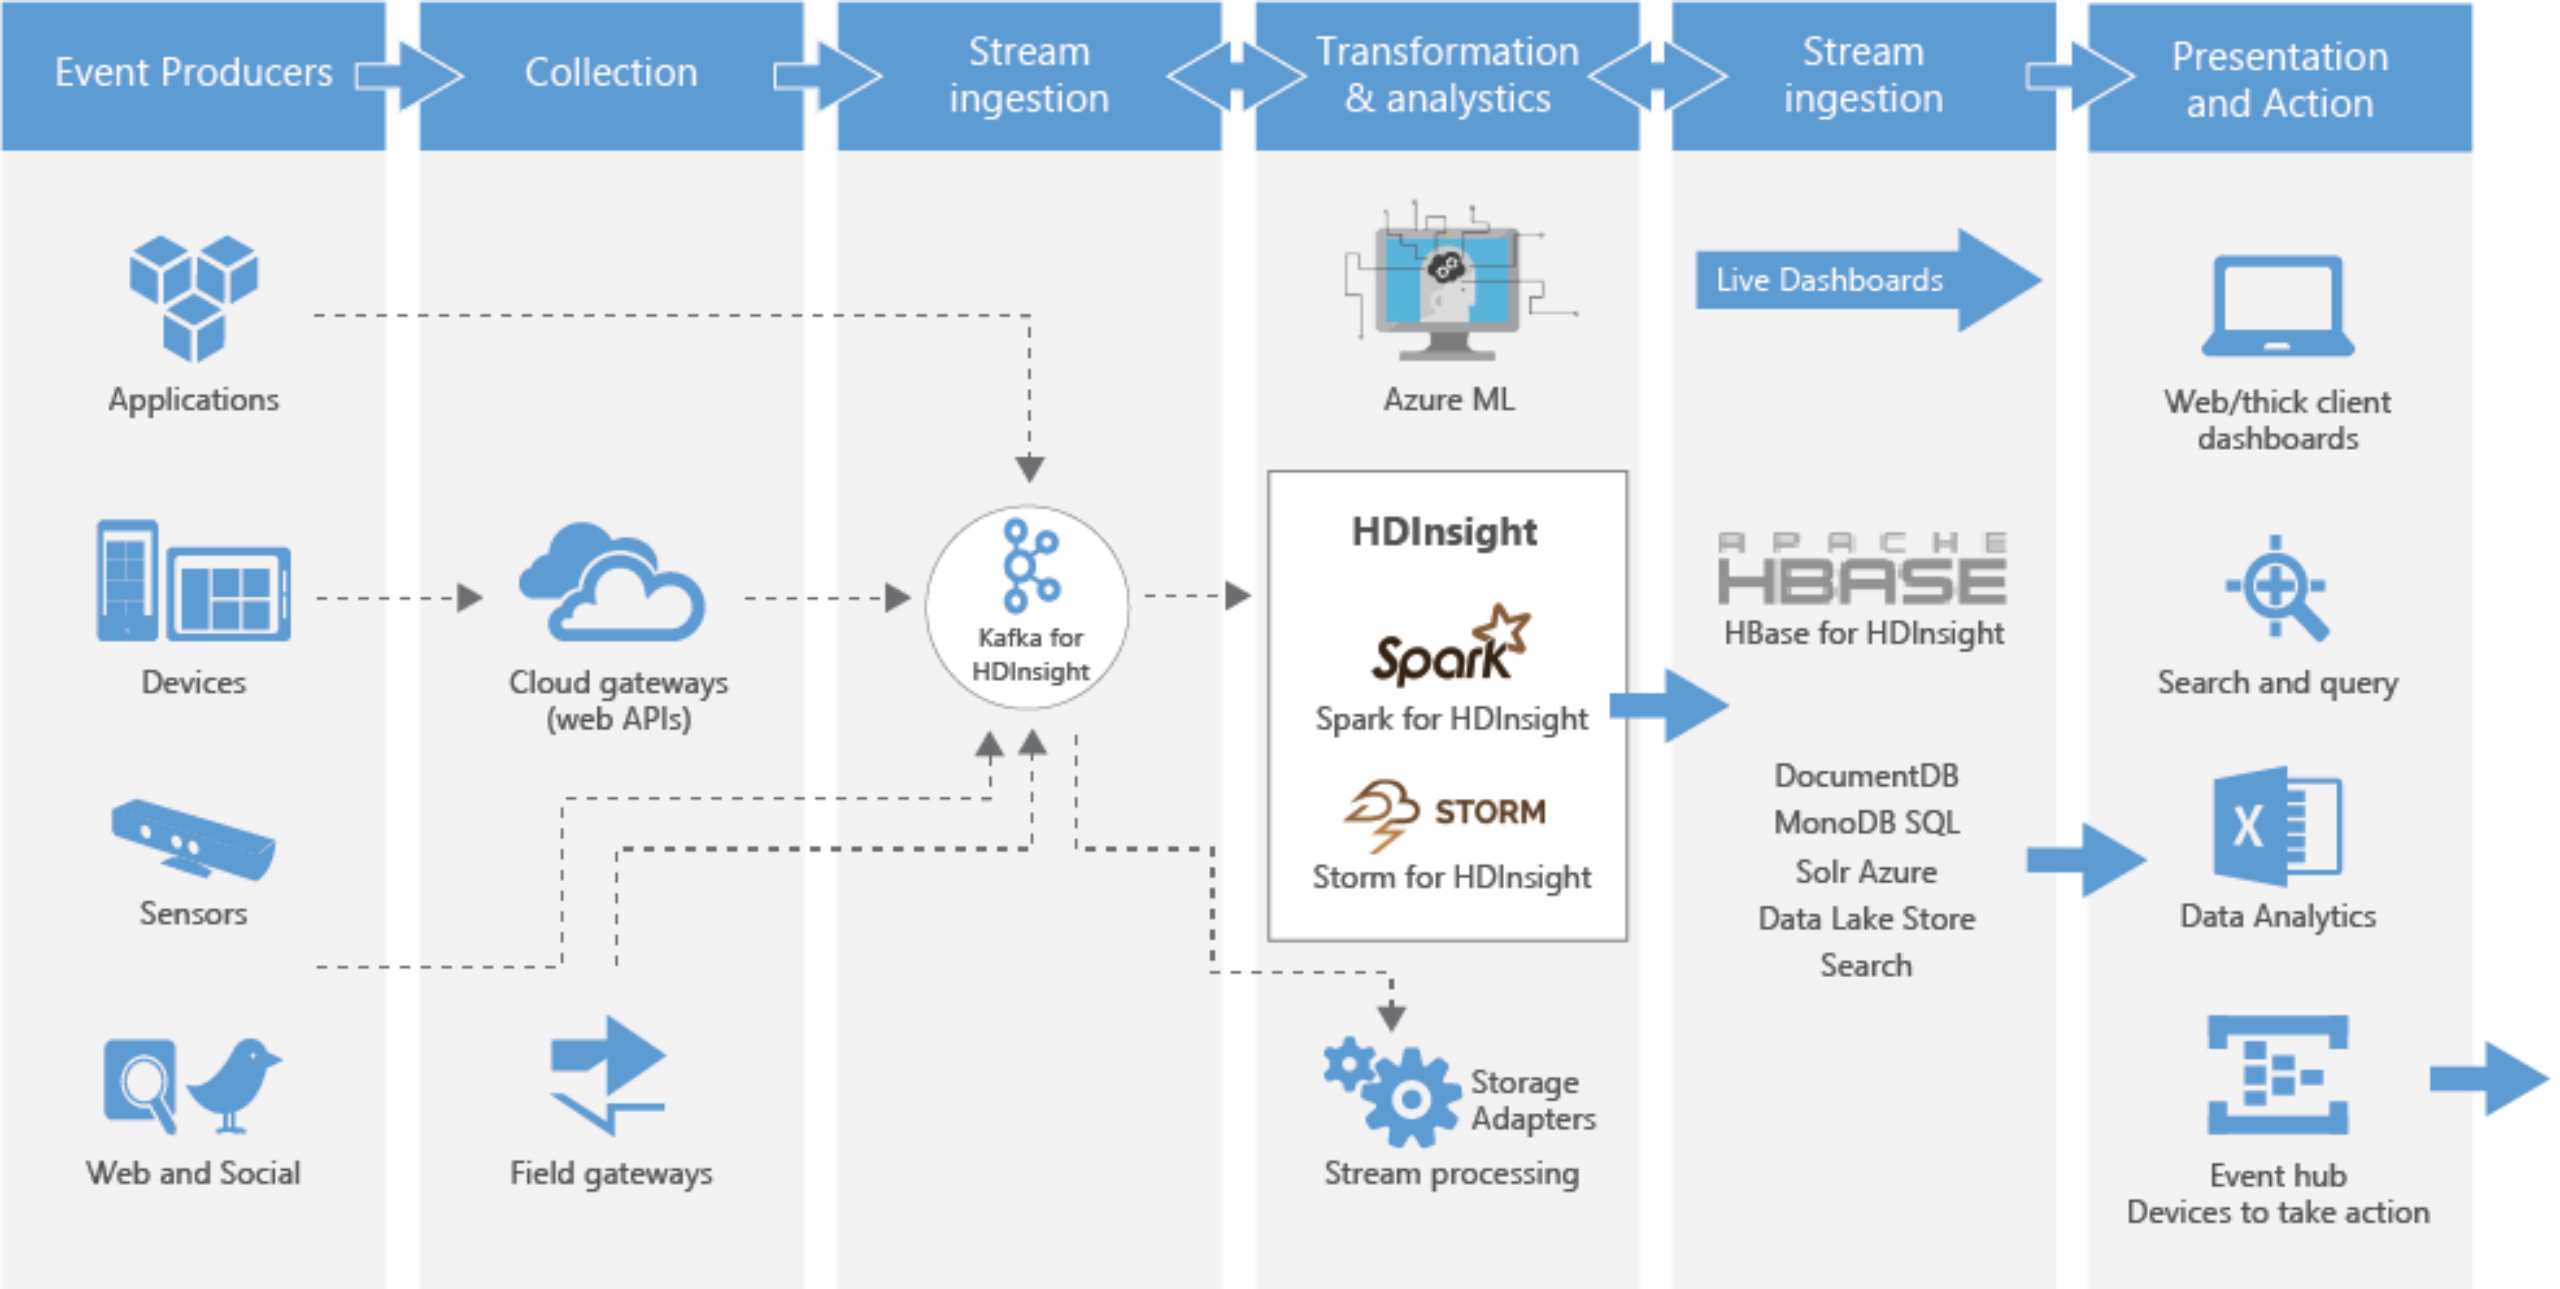 Event Producers
Collection
Stream
ingestion
Transformation
& analystics
Stream
ingestion
Presentation
and Action
Applications
Devices
Sensors
Web and Social
Cloud gateways
(web APIs)
Field gateways
Kafka for
HDInsight
Azure ML
HDInsight
Spark
Spark for HDInsight
STORM
Storm for HDInsight
Storage
Adapters
Stream processing
Live Dashboards
APACHE
HBASE
HBase for HDInsight
DocumentDB
MonoDB SQL
Solr Azure
Data Lake Store
Search
Web/thick client
dashboards
Search and query
X
Data Analytics
Event hub
Devices to take action